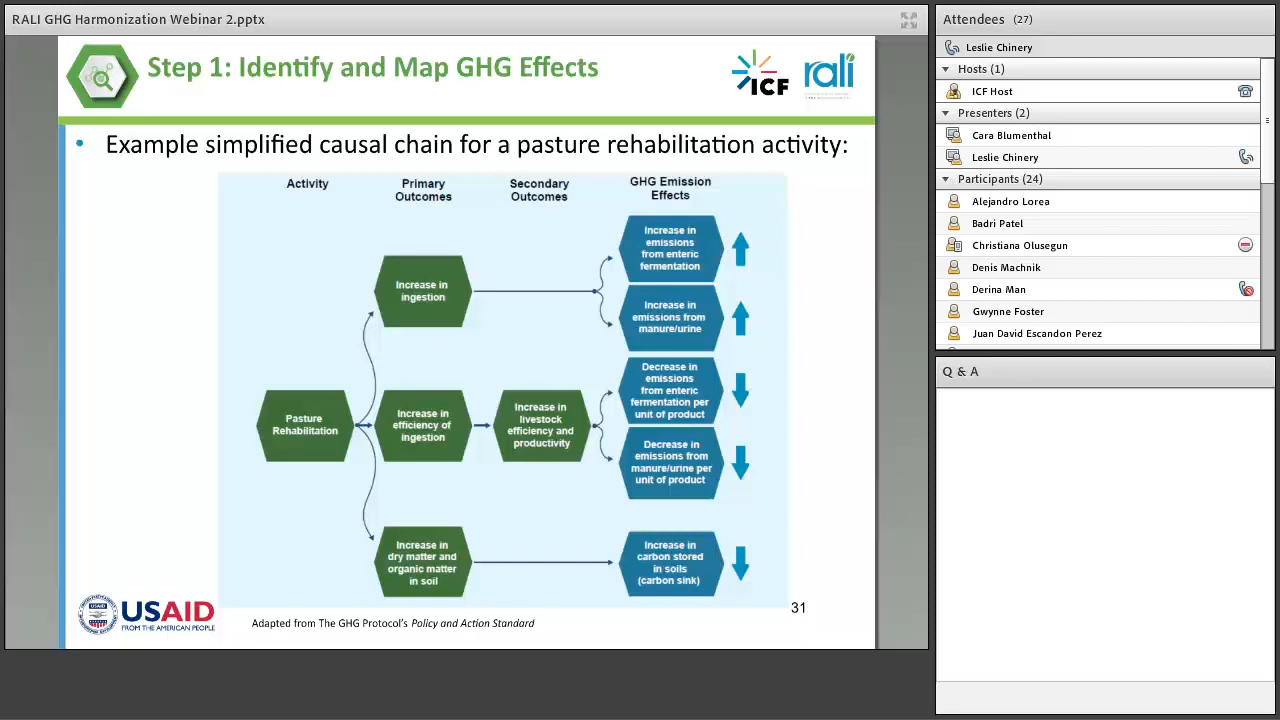 RALI GHG Harmonization Webinar 2.pptx
Step 1: Identify and Map GHG Effects
ICF
rali
• Example simplified causal chain for a pasture rehabilitation activity:
Activity
Primary
Outcomes
Secondary
Outcomes
GHG Emission
Effects
Increase in
emissions
from enteric
fermentation
Increase in
ingestion
Increase in
emissions from
manure/urine
Decrease in
emissions
from enteric
fermentation per
unit of product
Pasture
Rehabilitation
Increase in
efficiency of
ingestion
Increase in
livestock
efficiency and
productivity
Decrease in
emissions from
manure/urine per
unit of product
Increase in
dry matter and
organic matter
in soil
Increase in
carbon stored
in soils
(carbon sink)
USAID
FROM THE AMERICAN PEOPLE
Adapted from The GHG Protocol's Policy and Action Standard
31
Attendees (27)
Leslie Chinery
Hosts (1)
ICF Host
Presenters (2)
Cara Blumenthal
Leslie Chinery
Participants (24)
Alejandro Lorea
Badri Patel
Christiana Olusegun
Denis Machnik
Derina Man
Gwynne Foster
Juan David Escandon Perez
Q & A